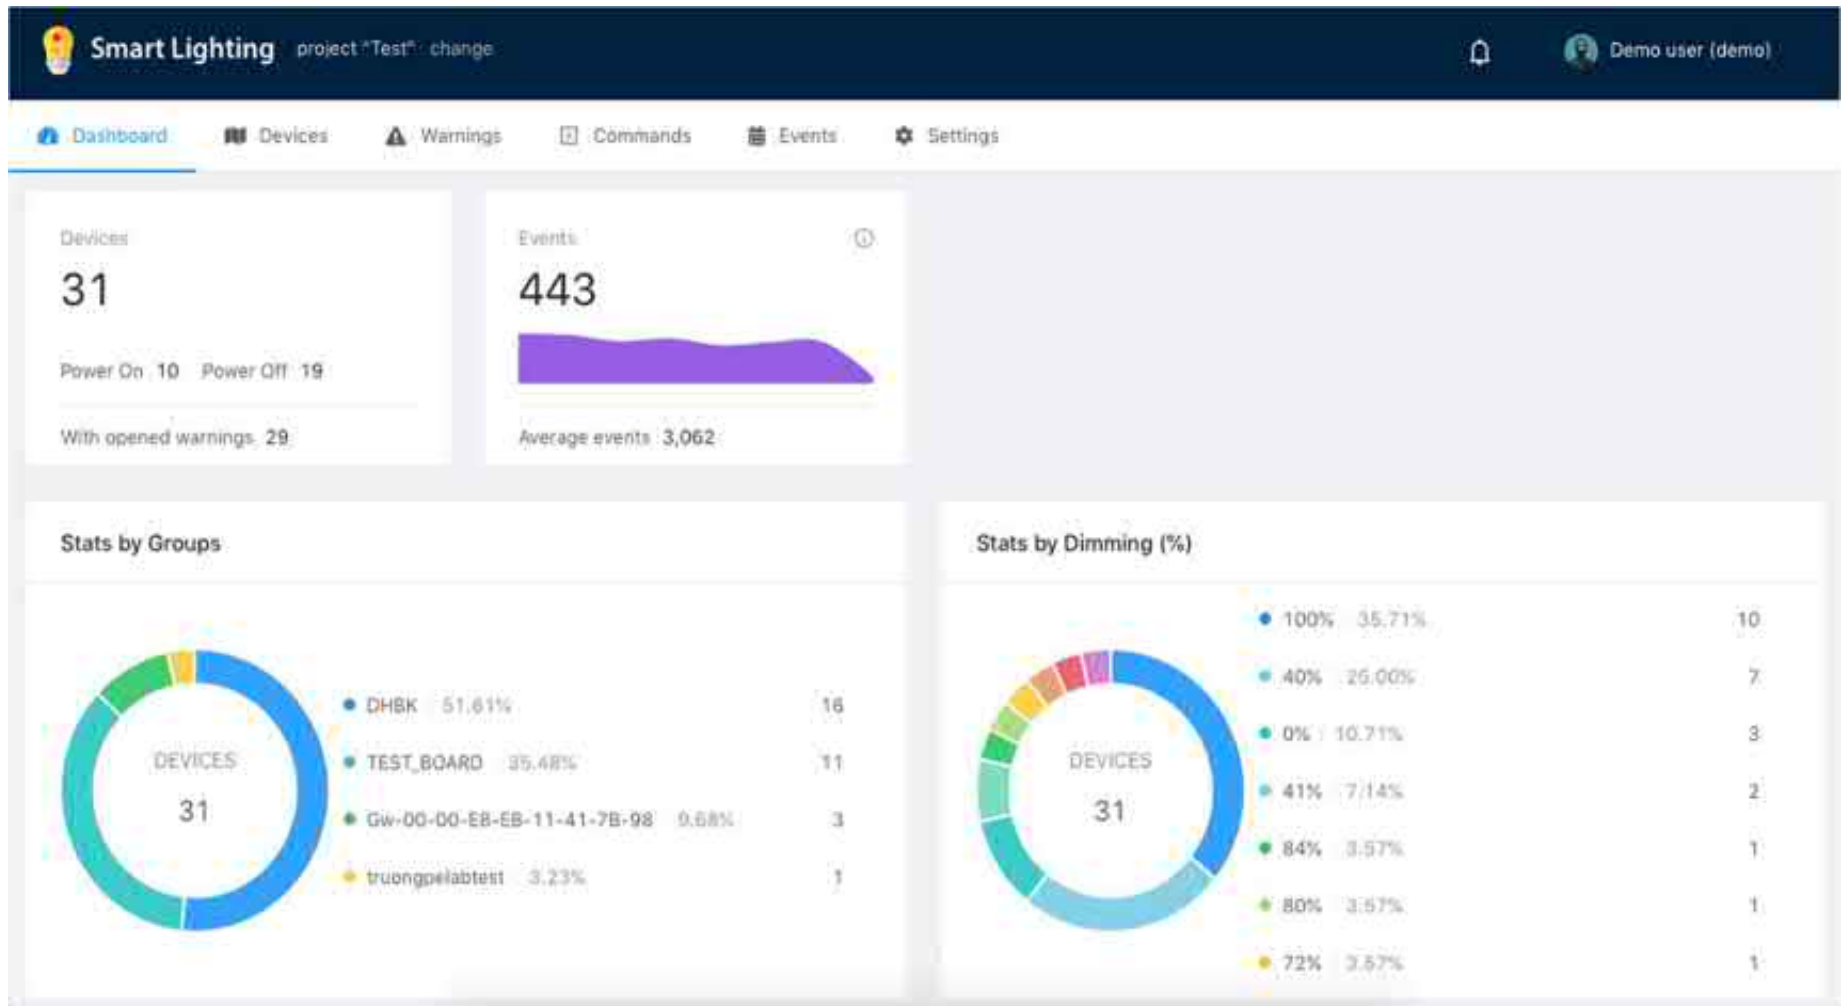 Smart Lighting project "Test" change
Demo user (demo)
Dashboard Devices Warnings Commands Events Settings
Devices
31
Power On 10 Power Off 19
With opened warnings 29
Events
443
Average events 3,062
Stats by Groups
DEVICES
31
DHBK 51.61% 16
TEST_BOARD 35.48% 11
Gw-00-00-E8-EB-11-41-7B-98 9.68% 3
truongpelabtest 3.23% 1
Stats by Dimming (%)
DEVICES
31
100% 35.71% 10
40% 25.00% 7
0% 10.71% 3
41% 7.14% 2
84% 3.57% 1
80% 3.57% 1
72% 3.57% 1